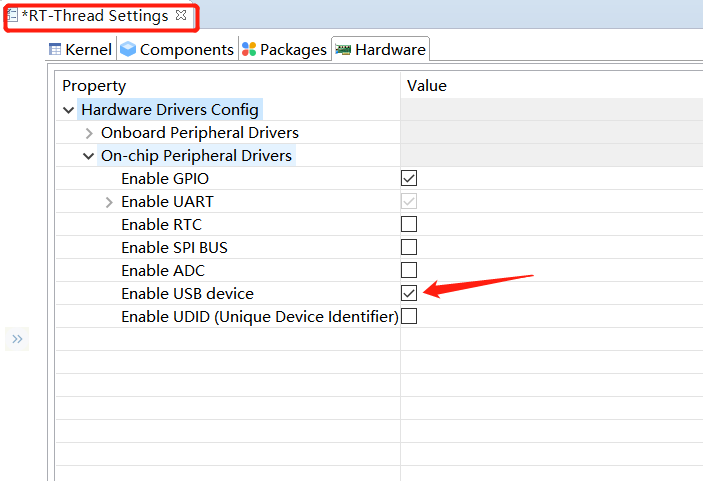 *RT-Thread Settings
Kernel Components Packages Hardware
Property Value
Hardware Drivers Config
Onboard Peripheral Drivers
On-chip Peripheral Drivers
Enable GPIO
Enable UART
Enable RTC
Enable SPI BUS
Enable ADC
Enable USB device
Enable UDID (Unique Device Identifier)